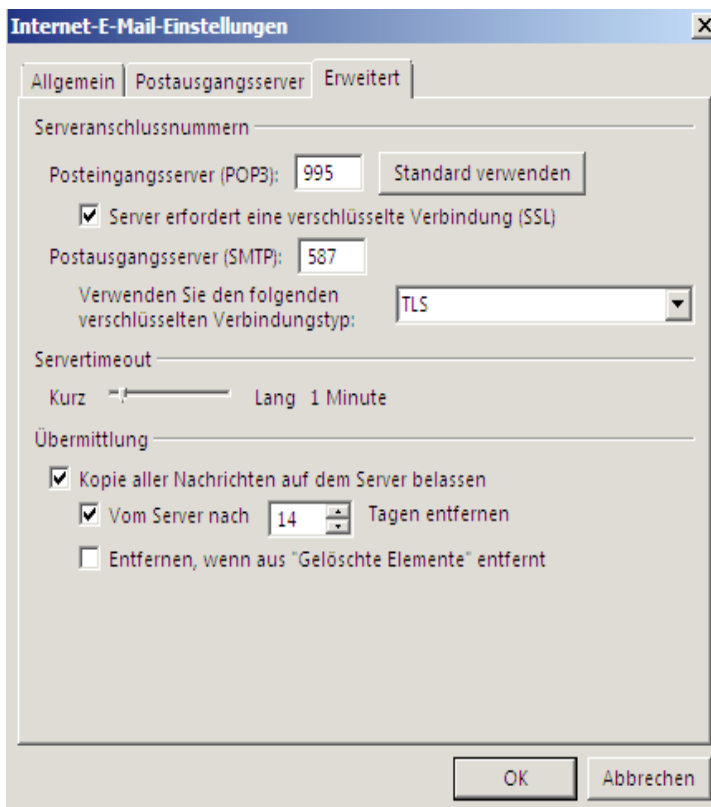 Internet-E-Mail-Einstellungen
Allgemein Postausgangsserver Erweitert
Serveranschlussnummern
Posteingangsserver (POP3): 995 Standard verwenden
Server erfordert eine verschlüsselte Verbindung (SSL)
Postausgangsserver (SMTP): 587
Verwenden Sie den folgenden
verschlüsselten Verbindungstyp: TLS
Servertimeout
Kurz Lang 1 Minute
Übermittlung
Kopie aller Nachrichten auf dem Server belassen
Vom Server nach 14 Tagen entfernen
Entfernen, wenn aus "Gelöschte Elemente" entfernt
OK Abbrechen